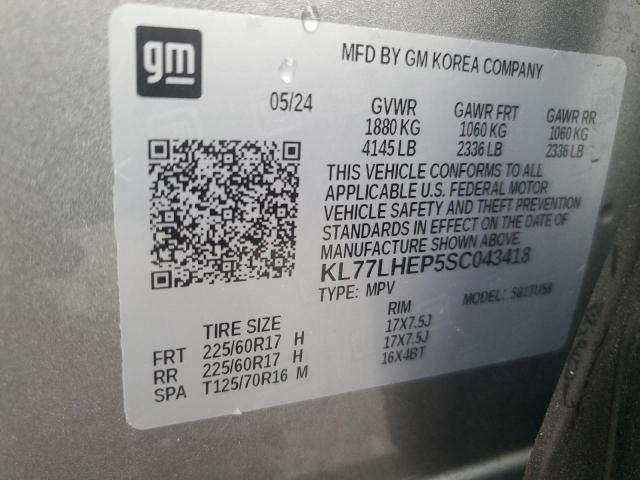 gm
MFD BY GM KOREA COMPANY
05/24 GVWR GAWR FRT GAWR RR
1880 KG 1060 KG 1060 KG
4145 LB 2336 LB 2336 LB
THIS VEHICLE CONFORMS TO ALL
APPLICABLE U.S. FEDERAL MOTOR
VEHICLE SAFETY AND THEFT PREVENTION
STANDARDS IN EFFECT ON THE DATE OF
MANUFACTURE SHOWN ABOVE.
KL77LHEP5SC043418
TYPE: MPV MODEL:
TIRE SIZE RIM
FRT 225/60R17 H 17X7.5J
RR 225/60R17 H 17X7.5J
SPA T125/70R16 M 16X4BT